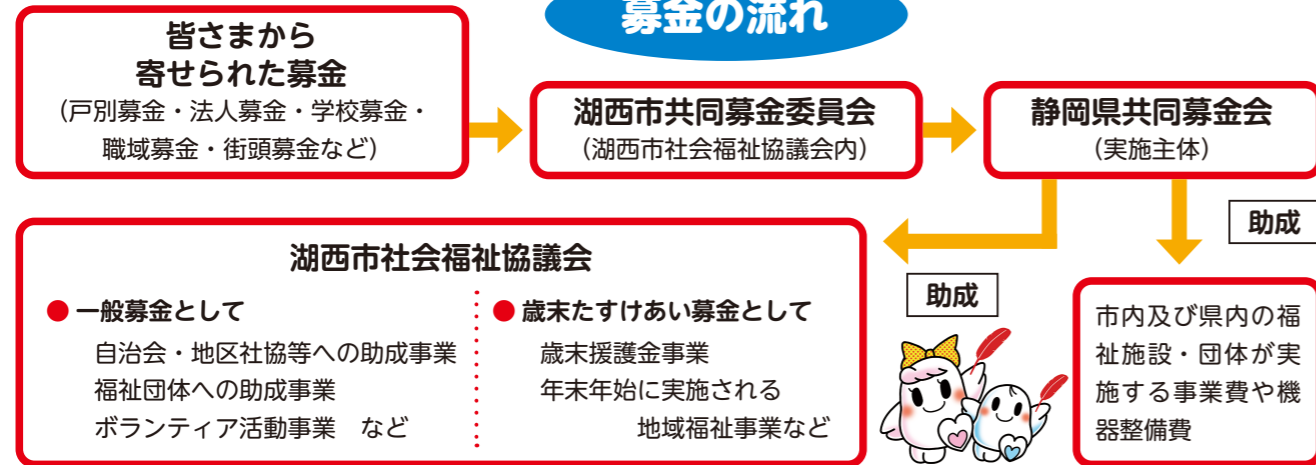 募金の流れ
皆さまから
寄せられた募金
（戸別募金・法人募金・学校募金・
職域募金・街頭募金など）
湖西市共同募金委員会
（湖西市社会福祉協議会内）
静岡県共同募金会
（実施主体）
助成
助成
湖西市社会福祉協議会
● 一般募金として
自治会・地区社協等への助成事業
福祉団体への助成事業
ボランティア活動事業　など
● 歳末たすけあい募金として
歳末援護金事業
年末年始に実施される
地域福祉事業など
市内及び県内の福
祉施設・団体が実
施する事業費や機
器整備費